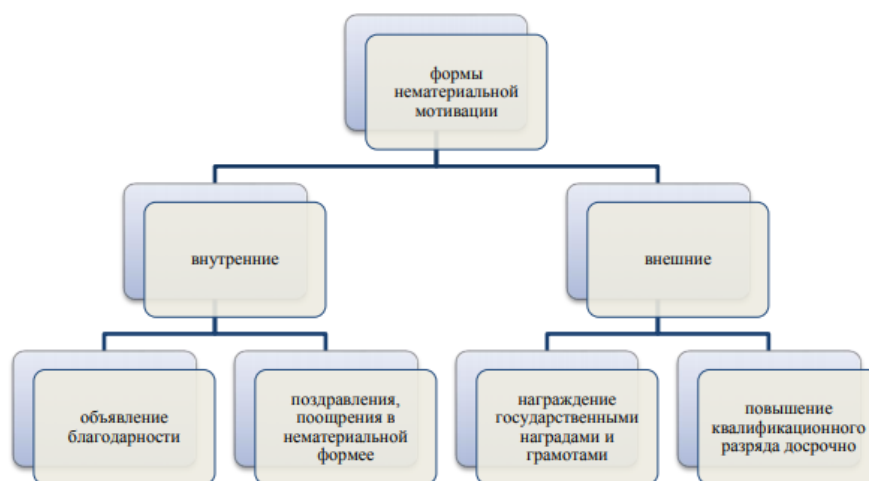 формы
нематериальной
мотивации
внутренние
внешние
объявление
благодарности
поздравления,
поощрения в
нематериальной
формее
награждение
государственными
наградами и
грамотами
повышение
квалификационного
разряда досрочно